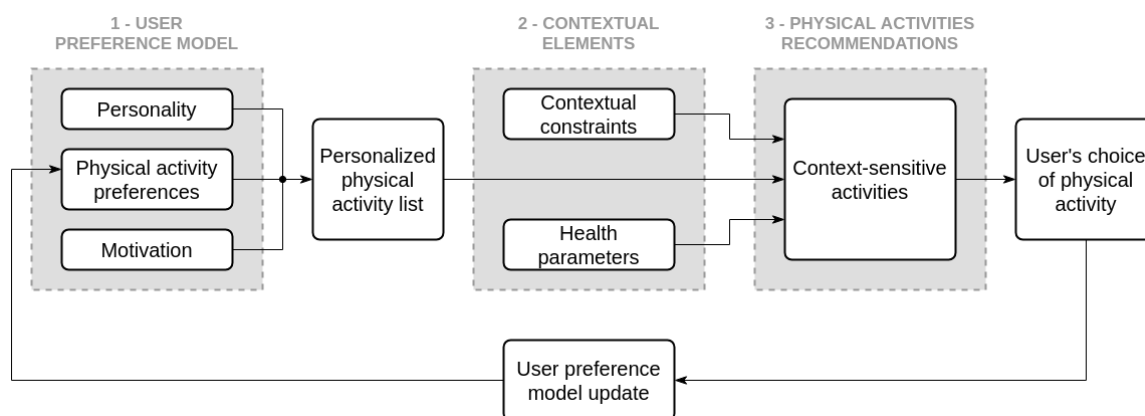 1 - USER
PREFERENCE MODEL
2 - CONTEXTUAL
ELEMENTS
3 - PHYSICAL ACTIVITIES
RECOMMENDATIONS
Personality
Physical activity
preferences
Motivation
Personalized
physical
activity list
Contextual
constraints
Health
parameters
Context-sensitive
activities
User's choice
of physical
activity
User preference
model update